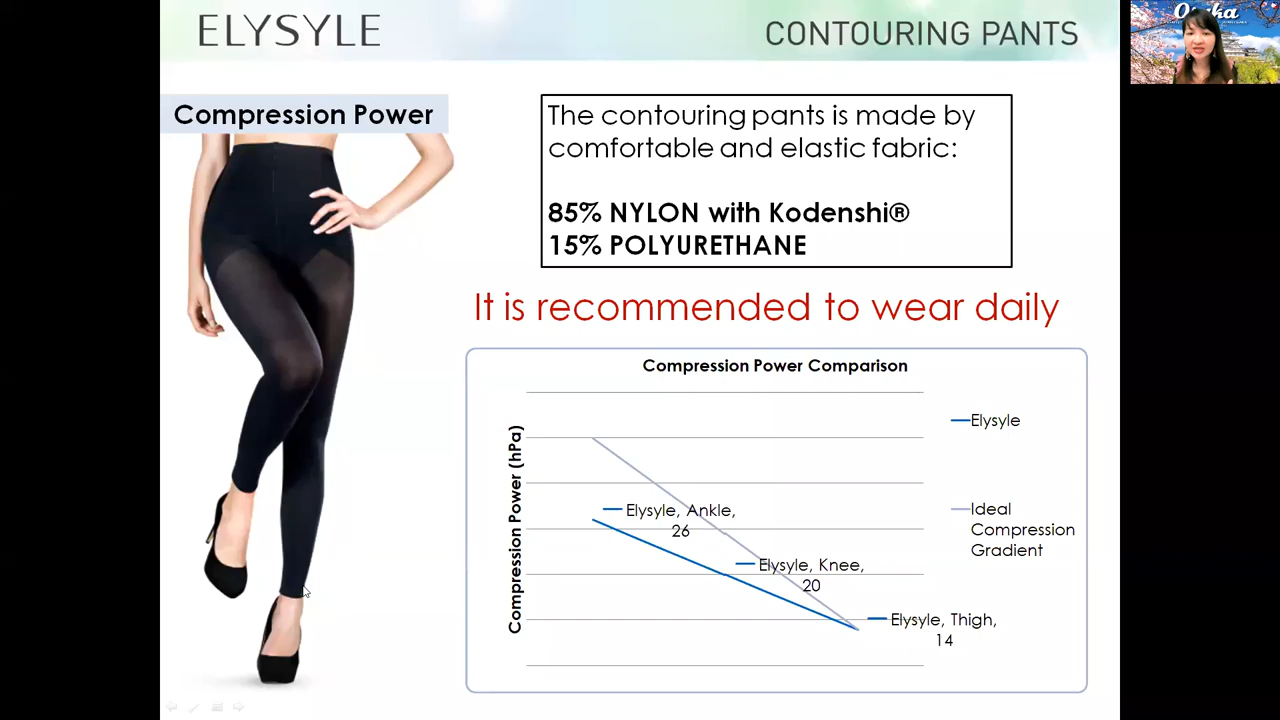 ELYSYLE
CONTOURING PANTS
Osaka
Compression Power
The contouring pants is made by
comfortable and elastic fabric:
85% NYLON with Kodenshi®
15% POLYURETHANE
It is recommended to wear daily
Compression Power Comparison
Compression Power (hPa)
Elysyle, Ankle,
26
Elysyle, Knee,
20
Elysyle, Thigh,
14
Elysyle
Ideal
Compression
Gradient